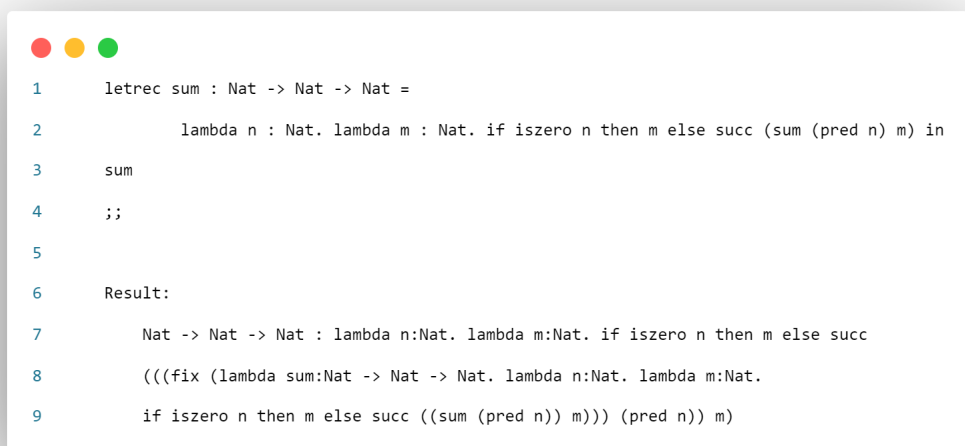 1 letrec sum : Nat -> Nat -> Nat =
2 lambda n : Nat. lambda m : Nat. if iszero n then m else succ (sum (pred n) m) in
3 sum
4 ;;
5
6 Result:
7 Nat -> Nat -> Nat : lambda n:Nat. lambda m:Nat. if iszero n then m else succ
8 (((fix (lambda sum:Nat -> Nat -> Nat. lambda n:Nat. lambda m:Nat.
9 if iszero n then m else succ ((sum (pred n)) m))) (pred n)) m)